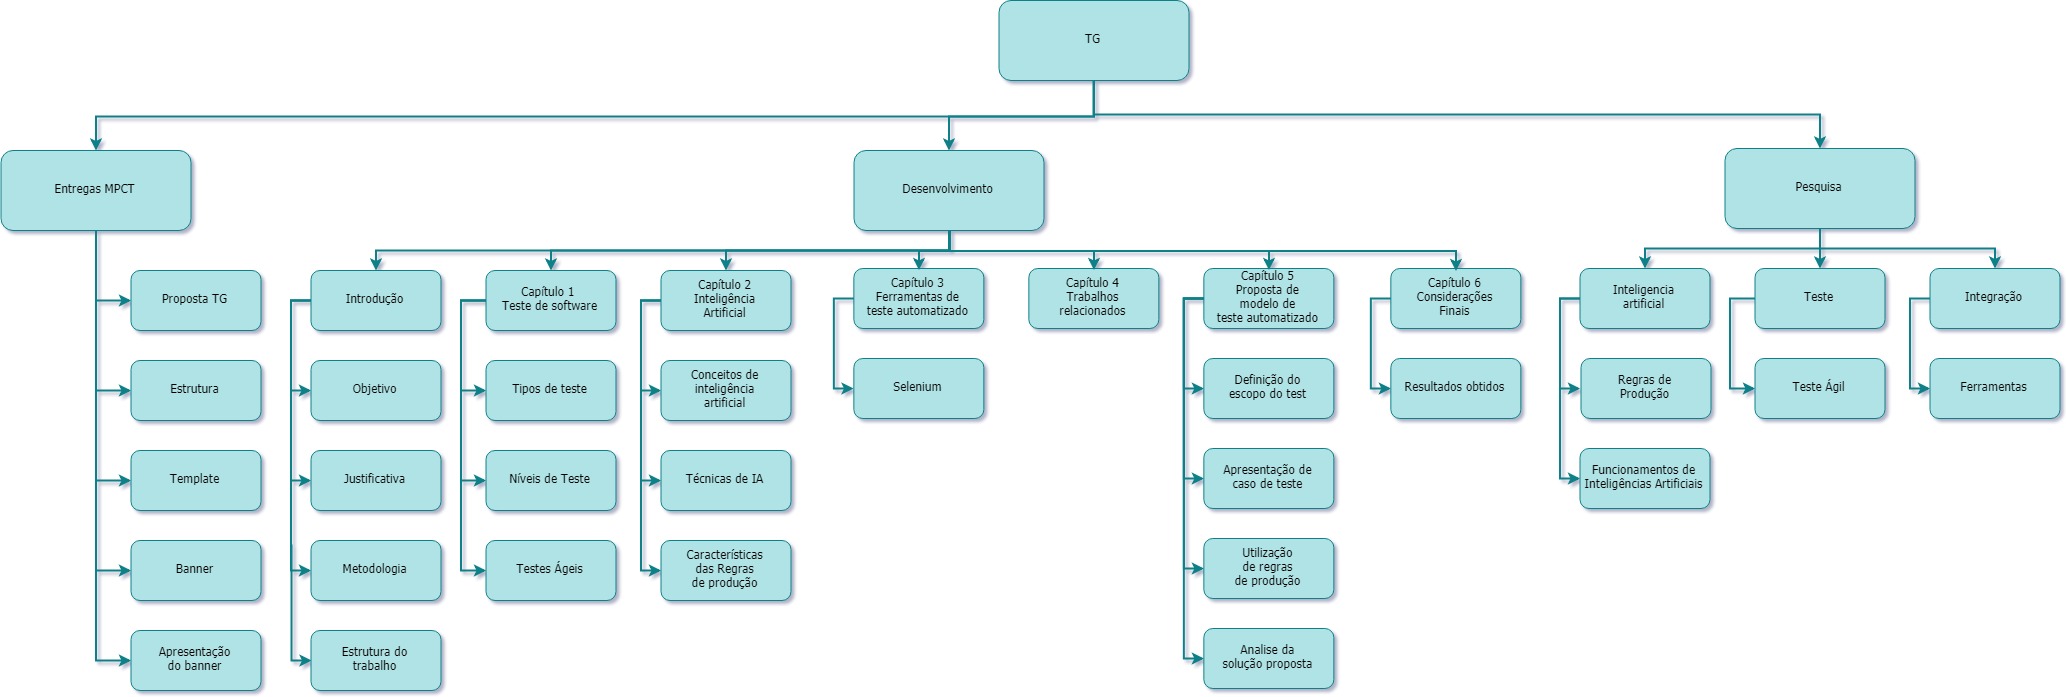 TG
Entregas MPCT
Desenvolvimento
Pesquisa
Proposta TG
Estrutura
Template
Banner
Apresentação
do banner
Introdução
Objetivo
Justificativa
Metodologia
Estrutura do
trabalho
Capítulo 1
Teste de software
Tipos de teste
Níveis de Teste
Testes Ágeis
Capítulo 2
Inteligência
Artificial
Conceitos de
inteligência
artificial
Técnicas de IA
Características
das Regras
de produção
Capítulo 3
Ferramentas de
teste automatizado
Selenium
Capítulo 4
Trabalhos
relacionados
Capítulo 5
Proposta de
modelo de
teste automatizado
Definição do
escopo do test
Apresentação de
caso de teste
Utilização
de regras
de produção
Analise da
solução proposta
Capítulo 6
Considerações
Finais
Resultados obtidos
Inteligencia
artificial
Regras de
Produção
Funcionamentos de
Inteligências Artificiais
Teste
Teste Ágil
Integração
Ferramentas